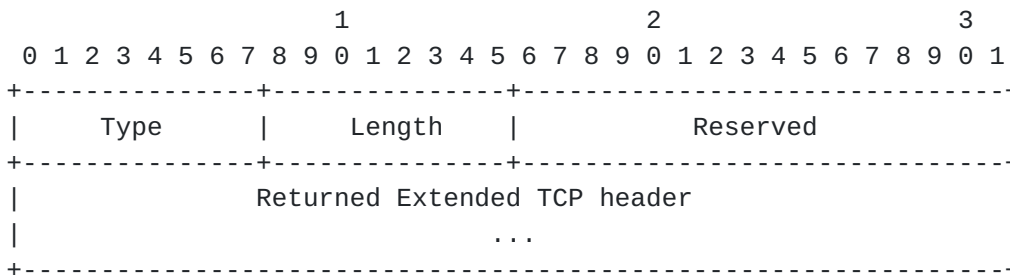 1                   2                   3
 0 1 2 3 4 5 6 7 8 9 0 1 2 3 4 5 6 7 8 9 0 1 2 3 4 5 6 7 8 9 0 1
+---------------+---------------+-------------------------------+
|     Type      |     Length    |           Reserved
+---------------+---------------+-------------------------------+
|               Returned Extended TCP header
|                              ...
+---------------------------------------------------------------+